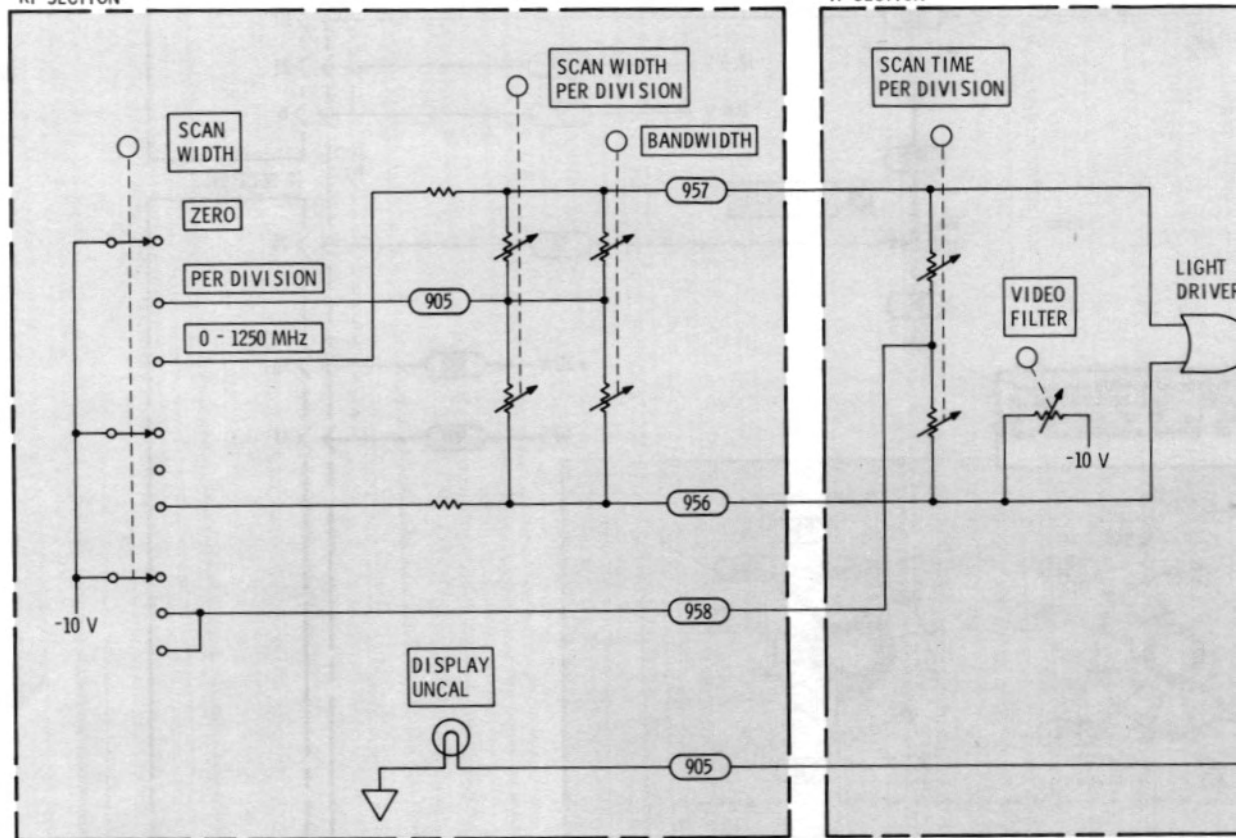 SCAN WIDTH
PER DIVISION
SCAN TIME
PER DIVISION
SCAN
WIDTH
BANDWIDTH
957
ZERO
PER DIVISION
905
LIGHT
DRIVER
VIDEO
FILTER
0 - 1250 MHz
-10 V
956
-10 V
958
DISPLAY
UNCAL
905